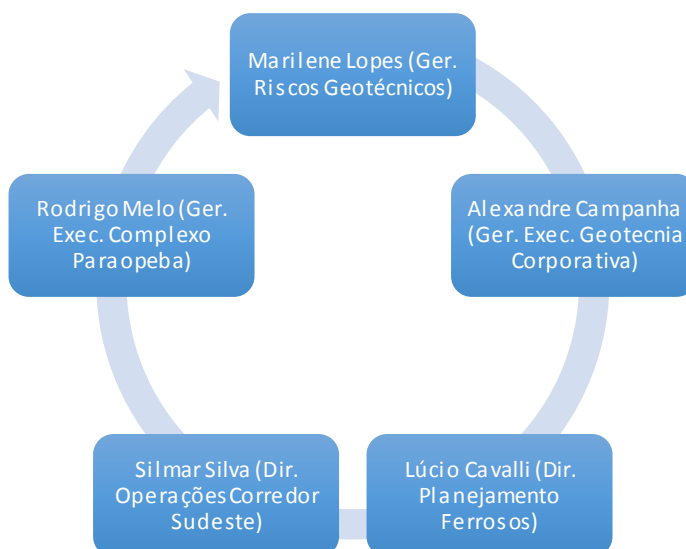 Marilene Lopes (Ger.
Riscos Geotécnicos)
Alexandre Campanha
(Ger. Exec. Geotecnia
Corporativa)
Lúcio Cavalli (Dir.
Planejamento
Ferrosos)
Silmar Silva (Dir.
Operações Corredor
Sudeste)
Rodrigo Melo (Ger.
Exec. Complexo
Paraopeba)